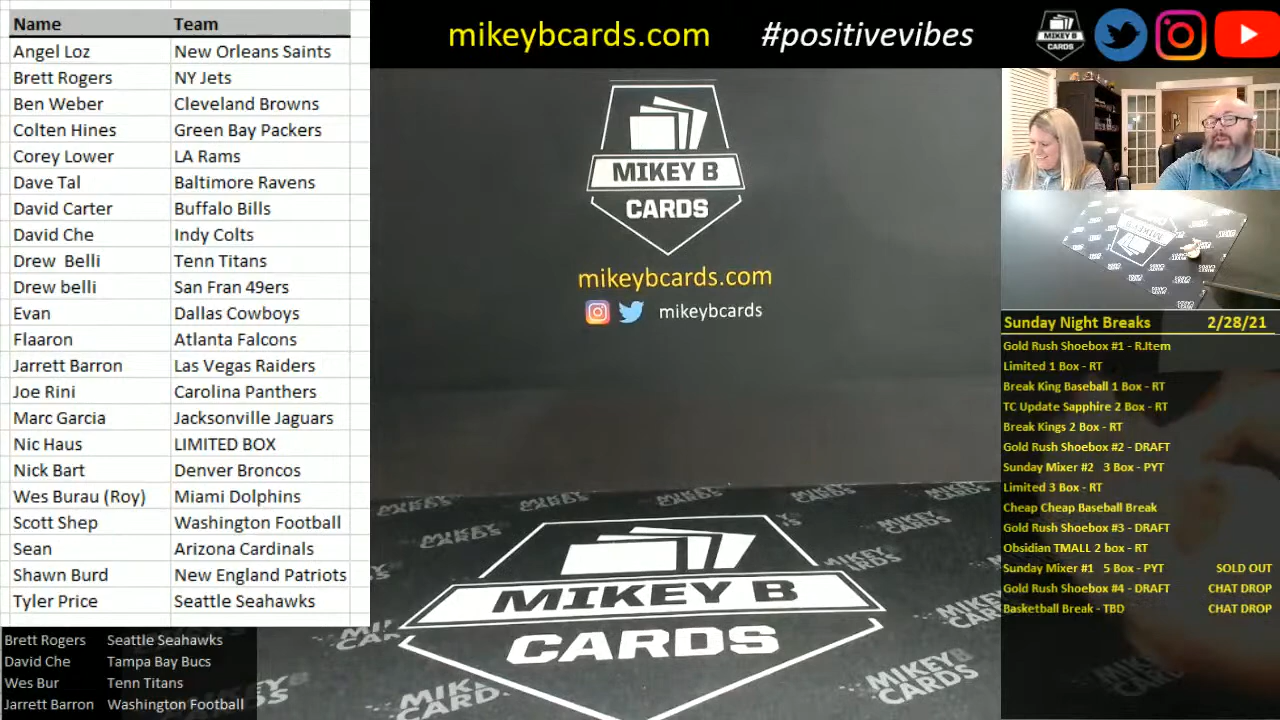 Name Team
Angel Loz New Orleans Saints
Brett Rogers NY Jets
Ben Weber Cleveland Browns
Colten Hines Green Bay Packers
Corey Lower LA Rams
Dave Tal Baltimore Ravens
David Carter Buffalo Bills
David Che Indy Colts
Drew  Belli Tenn Titans
Drew belli San Fran 49ers
Evan Dallas Cowboys
Flaaron Atlanta Falcons
Jarrett Barron Las Vegas Raiders
Joe Rini Carolina Panthers
Marc Garcia Jacksonville Jaguars
Nic Haus LIMITED BOX
Nick Bart Denver Broncos
Wes Burau (Roy) Miami Dolphins
Scott Shep Washington Football
Sean Arizona Cardinals
Shawn Burd New England Patriots
Tyler Price Seattle Seahawks
Brett Rogers Seattle Seahawks
David Che Tampa Bay Bucs
Wes Bur Tenn Titans
Jarrett Barron Washington Football
mikeybcards.com #positivevibes
MIKEY B
CARDS
MIKEY B
CARDS
mikeybcards.com
mikeybcards
MIKEY B
CARDS
Sunday Night Breaks 2/28/21
Gold Rush Shoebox #1 - R.Item
Limited 1 Box - RT
Break King Baseball 1 Box - RT
TC Update Sapphire 2 Box - RT
Break Kings 2 Box - RT
Gold Rush Shoebox #2 - DRAFT
Sunday Mixer #2 3 Box - PYT
Limited 3 Box - RT
Cheap Cheap Baseball Break
Gold Rush Shoebox #3 - DRAFT
Obsidian TMALL 2 box - RT
Sunday Mixer #1 5 Box - PYT SOLD OUT
Gold Rush Shoebox #4 - DRAFT CHAT DROP
Basketball Break - TBD CHAT DROP